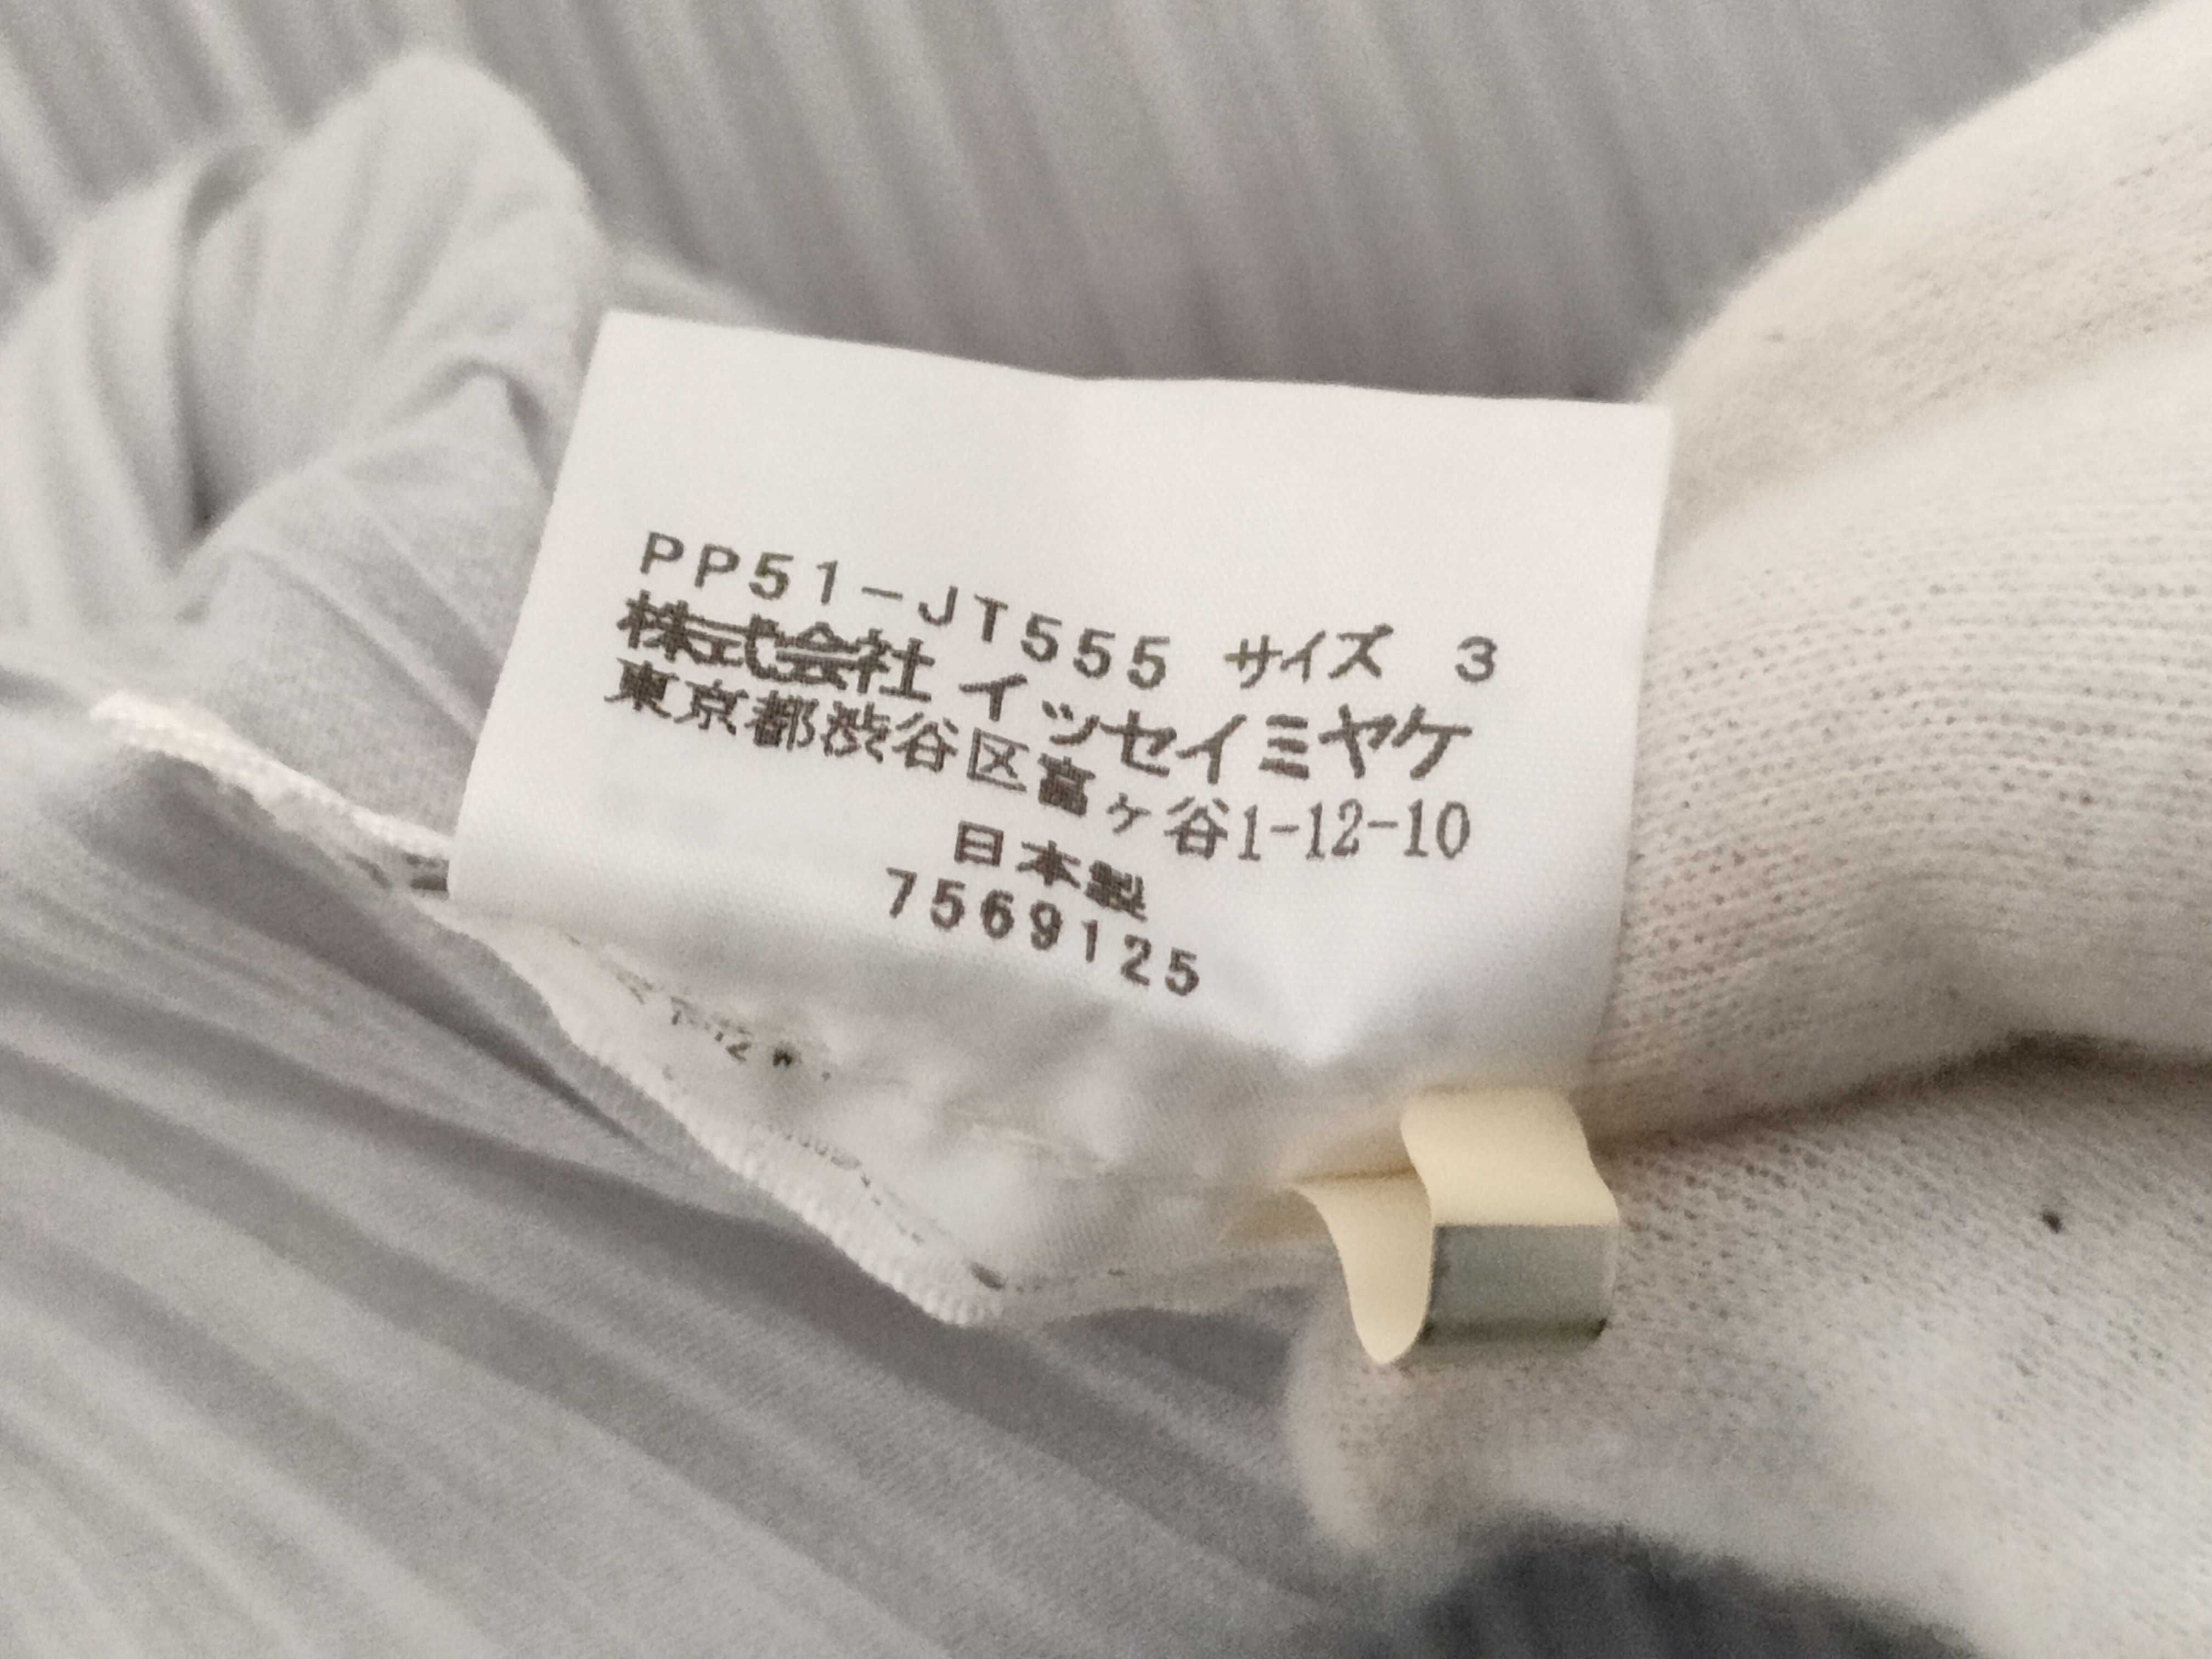 PP51-JT555 サイズ 3
株式会社 イッセイミヤケ
東京都渋谷区富ヶ谷1-12-10
日本製
7569125